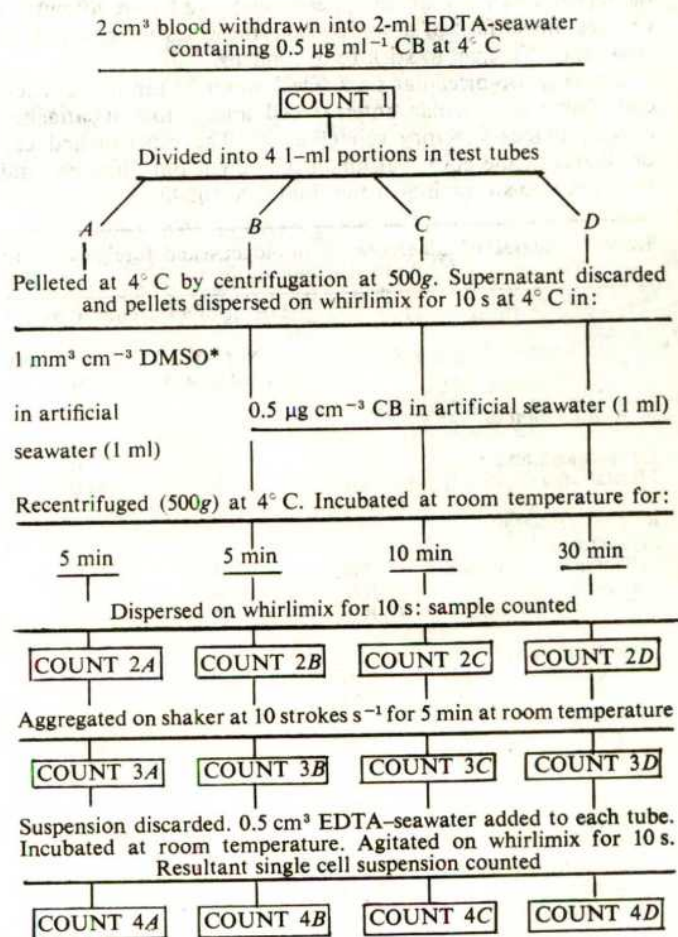 2 cm³ blood withdrawn into 2-ml EDTA-seawater
containing 0.5 µg ml⁻¹ CB at 4° C
COUNT 1
Divided into 4 1-ml portions in test tubes
A B C D
Pelleted at 4° C by centrifugation at 500g. Supernatant discarded
and pellets dispersed on whirlimix for 10 s at 4° C in:
1 mm³ cm⁻³ DMSO*
in artificial 0.5 µg cm⁻³ CB in artificial seawater (1 ml)
seawater (1 ml)
Recentrifuged (500g) at 4° C. Incubated at room temperature for:
5 min 5 min 10 min 30 min
Dispersed on whirlimix for 10 s: sample counted
COUNT 2A COUNT 2B COUNT 2C COUNT 2D
Aggregated on shaker at 10 strokes s⁻¹ for 5 min at room temperature
COUNT 3A COUNT 3B COUNT 3C COUNT 3D
Suspension discarded. 0.5 cm³ EDTA–seawater added to each tube.
Incubated at room temperature. Agitated on whirlimix for 10 s.
Resultant single cell suspension counted
COUNT 4A COUNT 4B COUNT 4C COUNT 4D